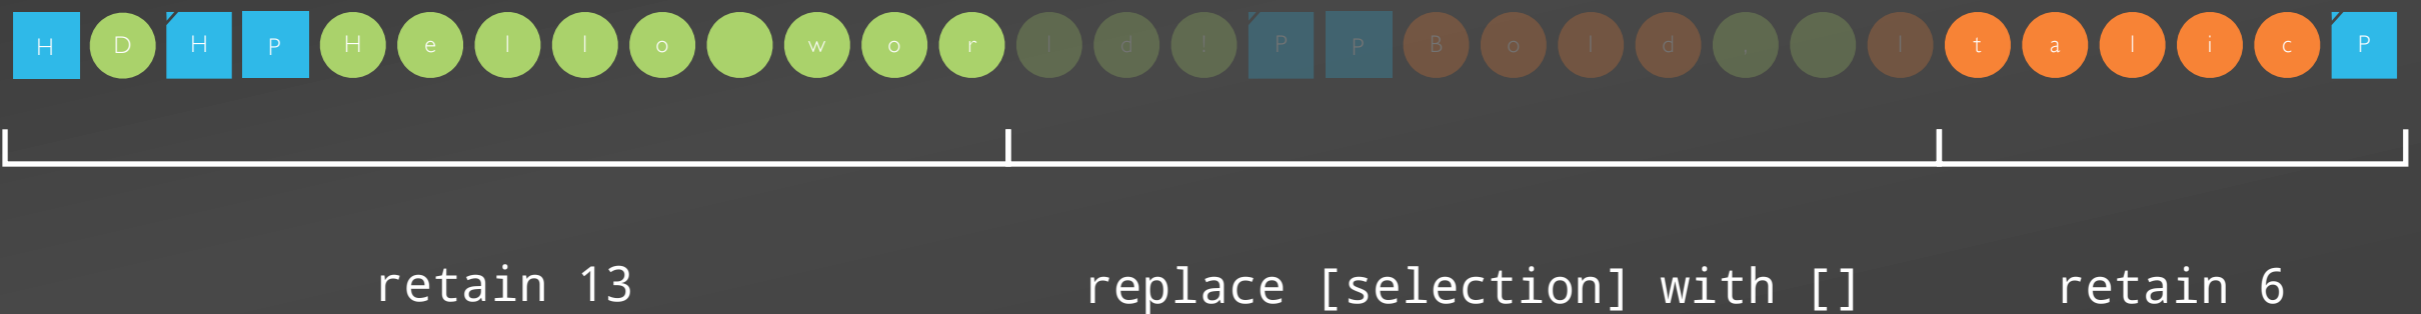 H D H P H e l l o w o r l d ! P P B o l d , I t a l i c P
retain 13 replace [selection] with [] retain 6